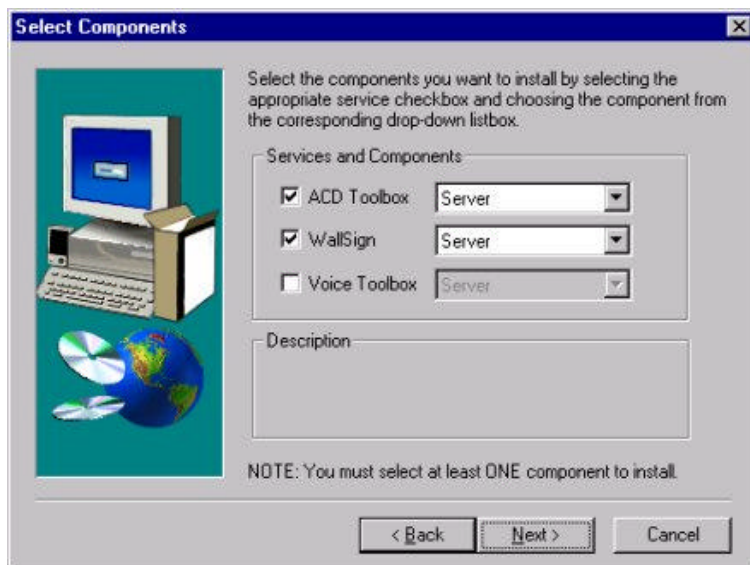 Select Components
Select the components you want to install by selecting the
appropriate service checkbox and choosing the component from
the corresponding drop-down listbox.
Services and Components
ACD Toolbox Server
WallSign Server
Voice Toolbox Server
Description
NOTE: You must select at least ONE component to install.
< Back Next > Cancel